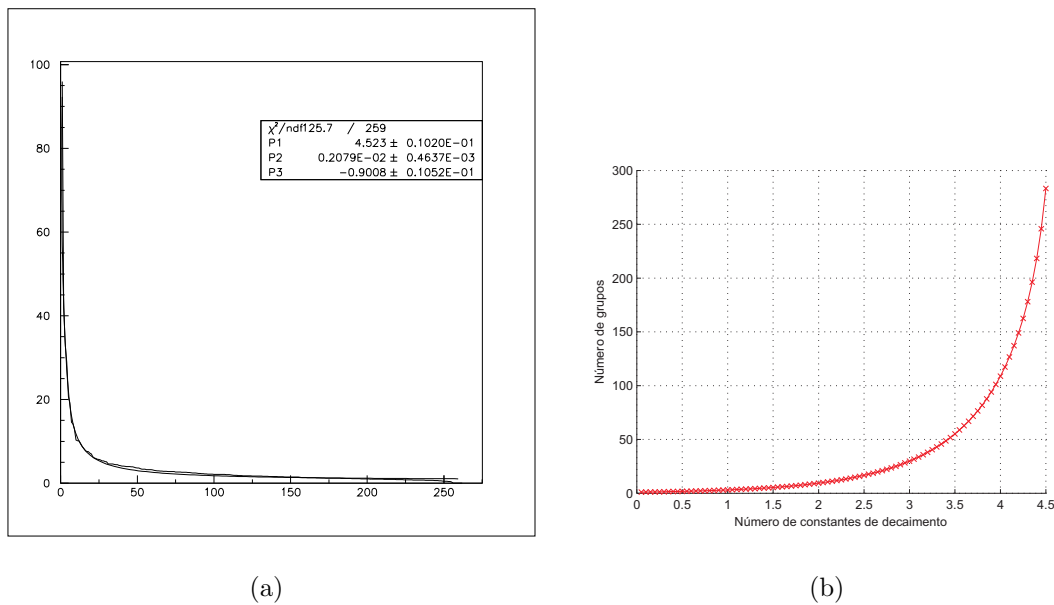 100
80
60
40
20
0
0 50 100 150 200 250
χ²/ndf125.7 / 259
P1 4.523 ± 0.1020E−01
P2 0.2079E−02 ± 0.4637E−03
P3 −0.9008 ± 0.1052E−01
(a)
300
250
200
150
100
50
0
Número de grupos
0 0.5 1 1.5 2 2.5 3 3.5 4 4.5
Número de constantes de decaimento
(b)